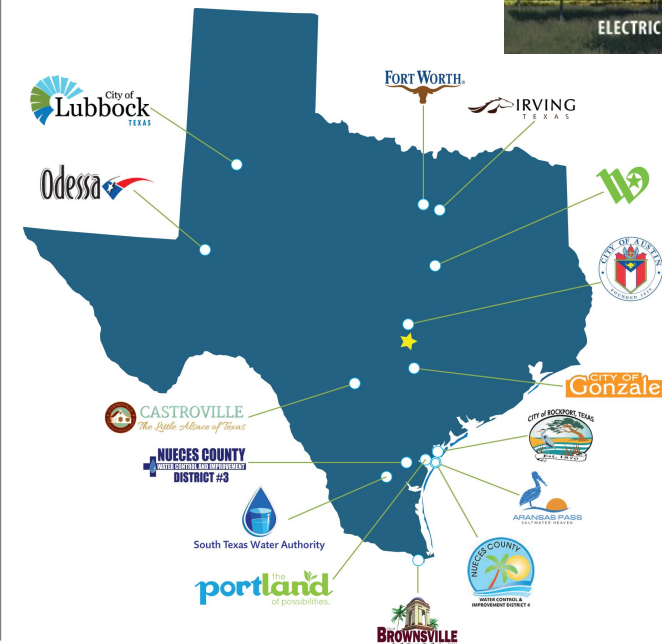 ELECTRIC
City of
Lubbock
TEXAS
FORT WORTH®
IRVING
TEXAS
Odessa
W
CITY OF AUSTIN
FOUNDED 1839
CASTROVILLE
The Little Alsace of Texas
CITY OF
Gonzale
CITY of ROCKPORT, TEXAS
Est. 1870
NUECES COUNTY
WATER CONTROL AND IMPROVEMENT
DISTRICT #3
ARANSAS PASS
SALTWATER HEAVEN
South Texas Water Authority
NUECES COUNTY
WATER CONTROL &
IMPROVEMENT DISTRICT 4
the
portland
of possibilities.
BROWNSVILLE